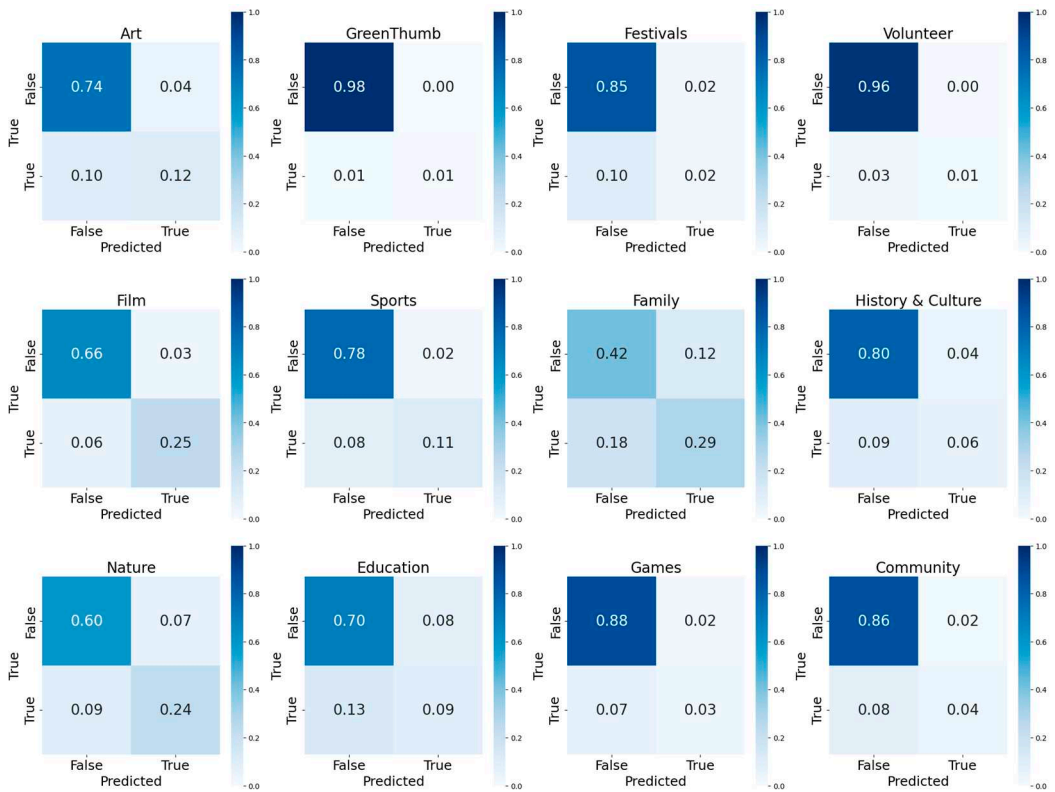 Art
0.74 0.04
0.10 0.12
False True
False True
True
Predicted
1.0
0.8
0.6
0.4
0.2
0.0
GreenThumb
0.98 0.00
0.01 0.01
False True
False True
True
Predicted
1.0
0.8
0.6
0.4
0.2
0.0
Festivals
0.85 0.02
0.10 0.02
False True
False True
True
Predicted
1.0
0.8
0.6
0.4
0.2
0.0
Volunteer
0.96 0.00
0.03 0.01
False True
False True
True
Predicted
1.0
0.8
0.6
0.4
0.2
0.0
Film
0.66 0.03
0.06 0.25
False True
False True
True
Predicted
1.0
0.8
0.6
0.4
0.2
0.0
Sports
0.78 0.02
0.08 0.11
False True
False True
True
Predicted
1.0
0.8
0.6
0.4
0.2
0.0
Family
0.42 0.12
0.18 0.29
False True
False True
True
Predicted
1.0
0.8
0.6
0.4
0.2
0.0
History & Culture
0.80 0.04
0.09 0.06
False True
False True
True
Predicted
1.0
0.8
0.6
0.4
0.2
0.0
Nature
0.60 0.07
0.09 0.24
False True
False True
True
Predicted
1.0
0.8
0.6
0.4
0.2
0.0
Education
0.70 0.08
0.13 0.09
False True
False True
True
Predicted
1.0
0.8
0.6
0.4
0.2
0.0
Games
0.88 0.02
0.07 0.03
False True
False True
True
Predicted
1.0
0.8
0.6
0.4
0.2
0.0
Community
0.86 0.02
0.08 0.04
False True
False True
True
Predicted
1.0
0.8
0.6
0.4
0.2
0.0